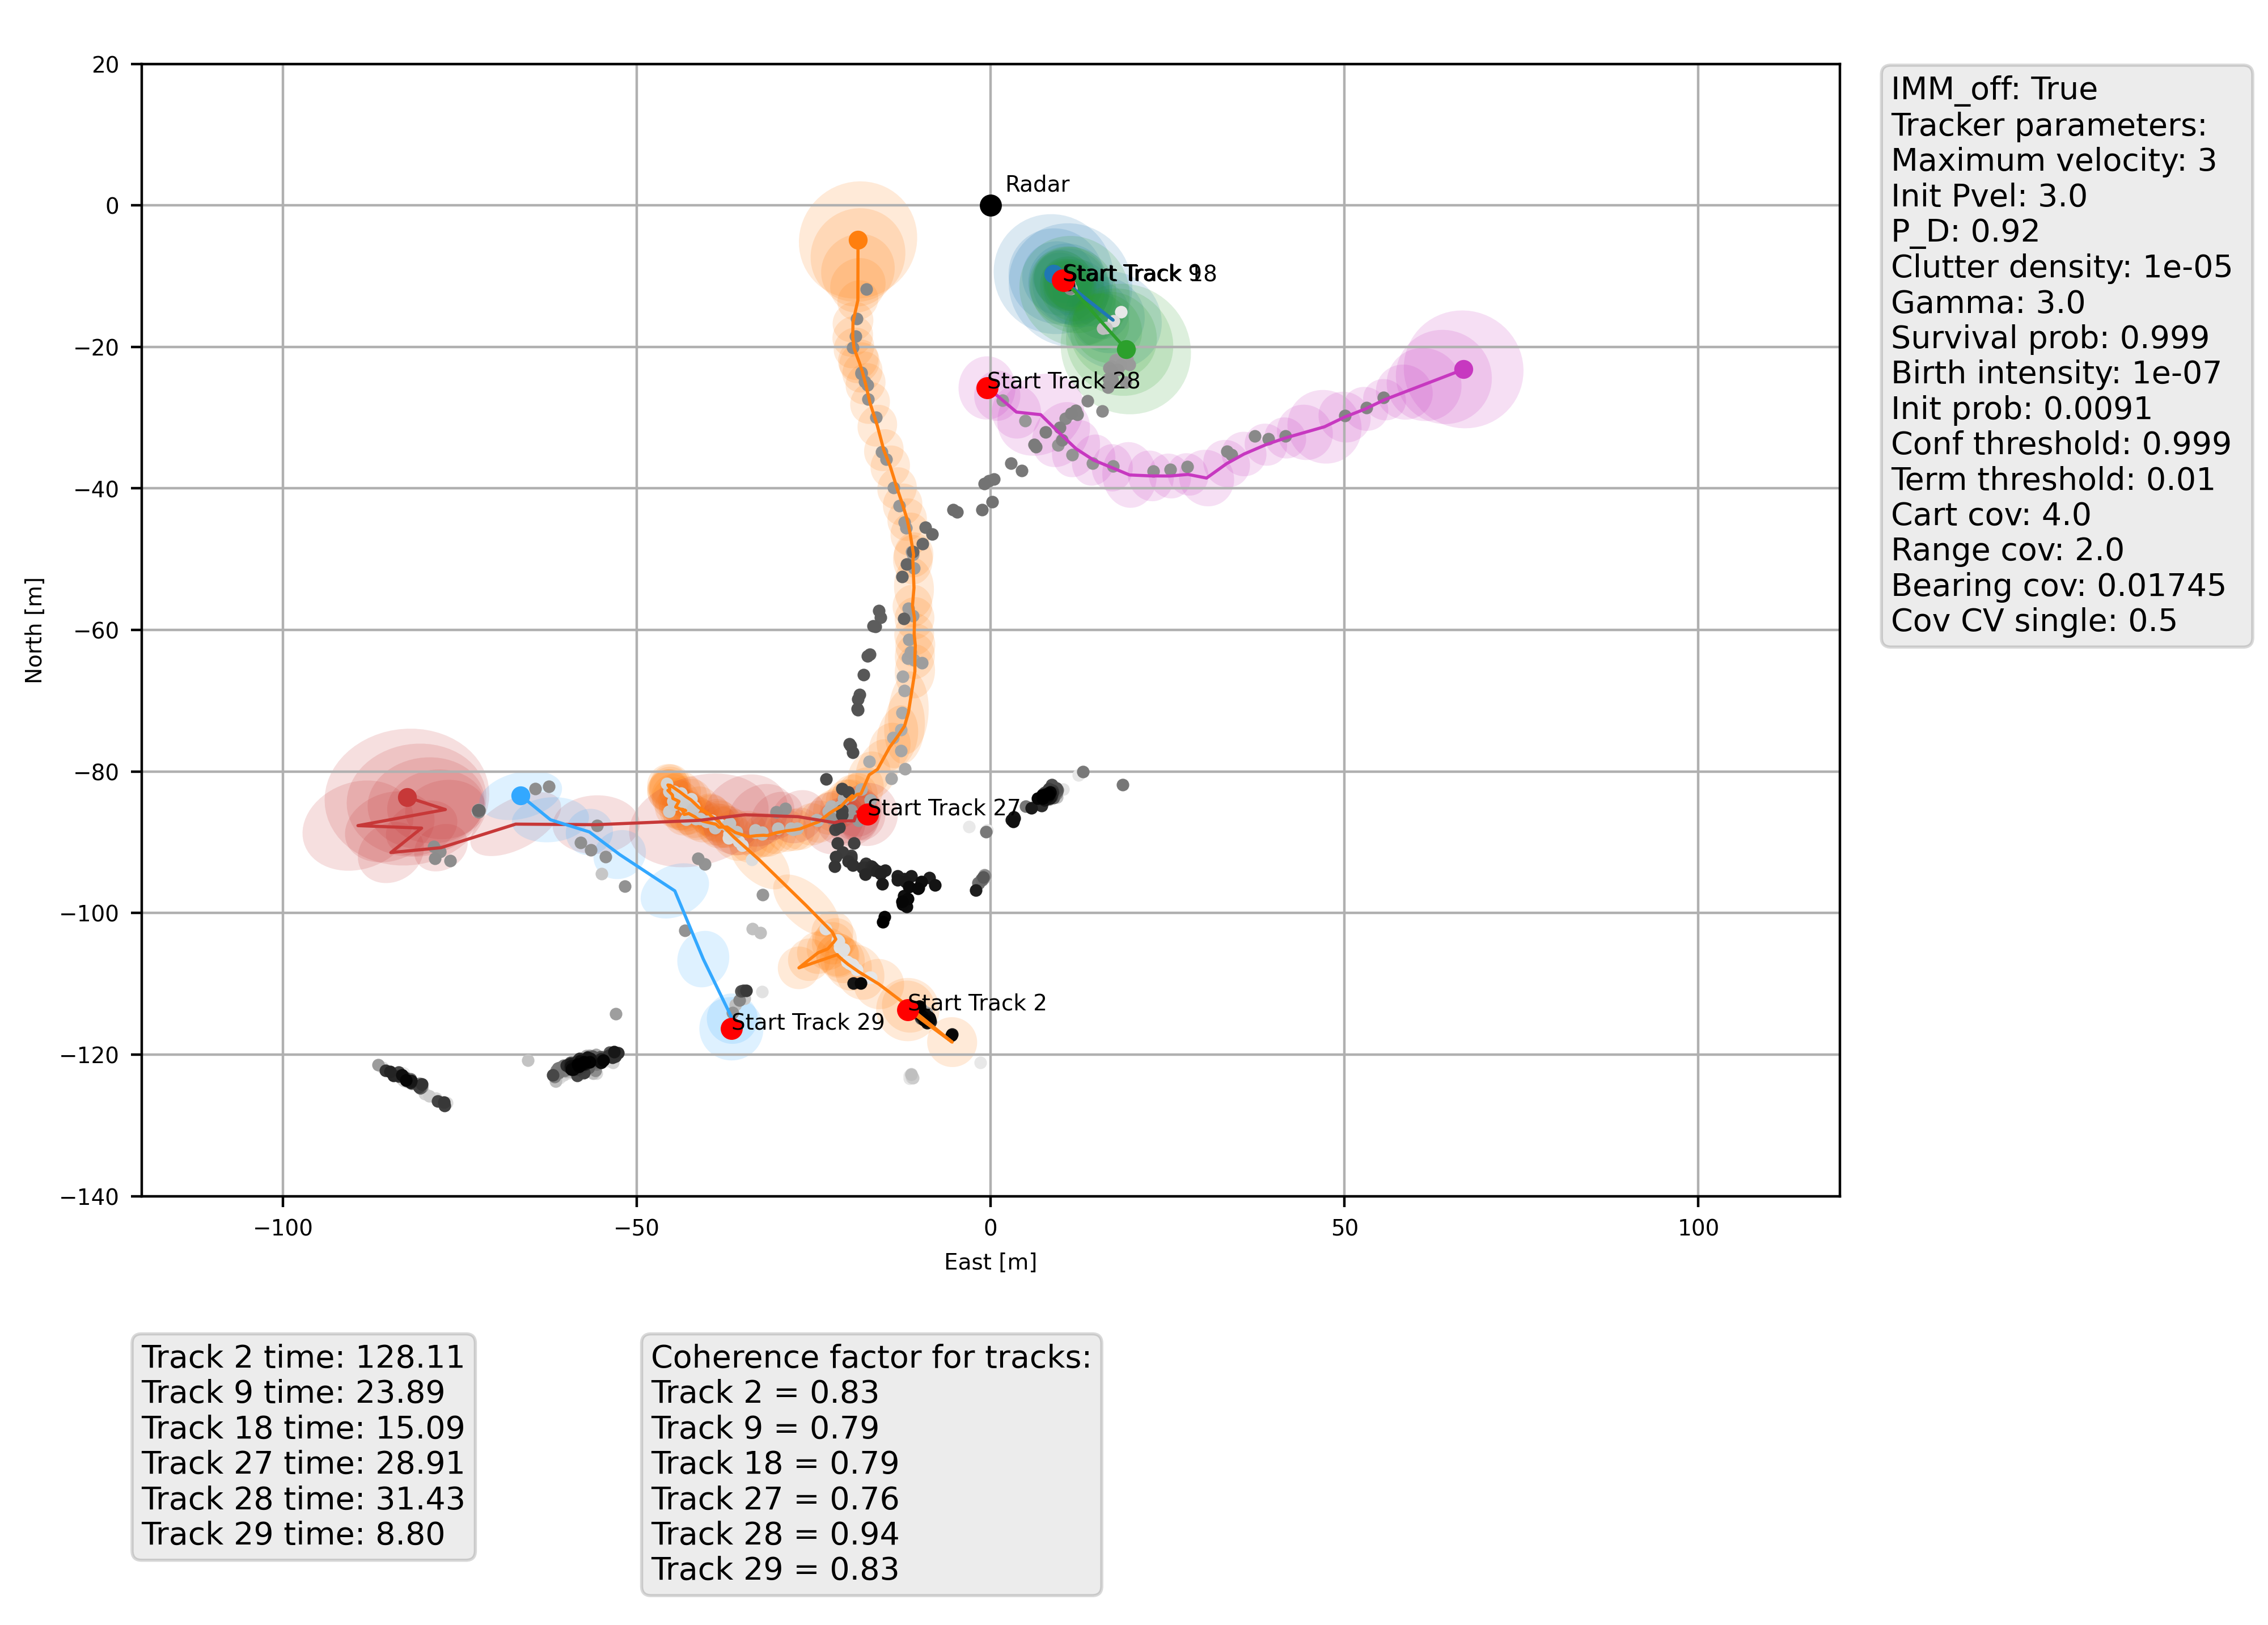 20
0
−20
−40
−60
−80
−100
−120
−140
−100
−50
0
50
100
North [m]
East [m]
Radar
Start Track 9
Start Track 18
Start Track 28
Start Track 27
Start Track 2
Start Track 29
IMM_off: True
Tracker parameters:
Maximum velocity: 3
Init Pvel: 3.0
P_D: 0.92
Clutter density: 1e-05
Gamma: 3.0
Survival prob: 0.999
Birth intensity: 1e-07
Init prob: 0.0091
Conf threshold: 0.999
Term threshold: 0.01
Cart cov: 4.0
Range cov: 2.0
Bearing cov: 0.01745
Cov CV single: 0.5
Track 2 time: 128.11
Track 9 time: 23.89
Track 18 time: 15.09
Track 27 time: 28.91
Track 28 time: 31.43
Track 29 time: 8.80
Coherence factor for tracks:
Track 2 = 0.83
Track 9 = 0.79
Track 18 = 0.79
Track 27 = 0.76
Track 28 = 0.94
Track 29 = 0.83